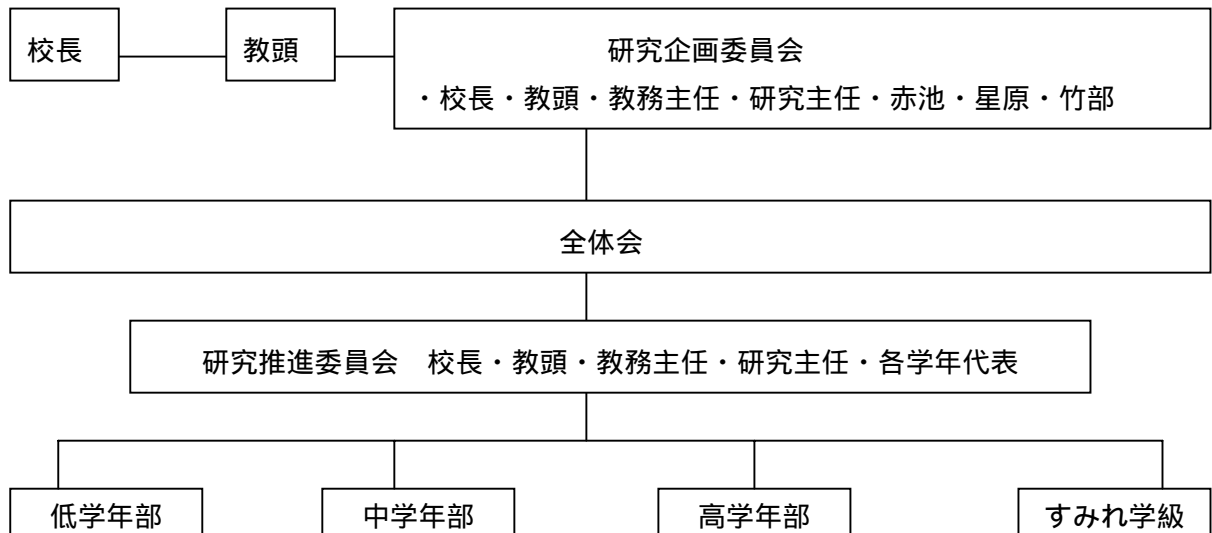 校長
教頭
研究企画委員会
・校長・教頭・教務主任・研究主任・赤池・星原・竹部
全体会
研究推進委員会　校長・教頭・教務主任・研究主任・各学年代表
低学年部
中学年部
高学年部
すみれ学級